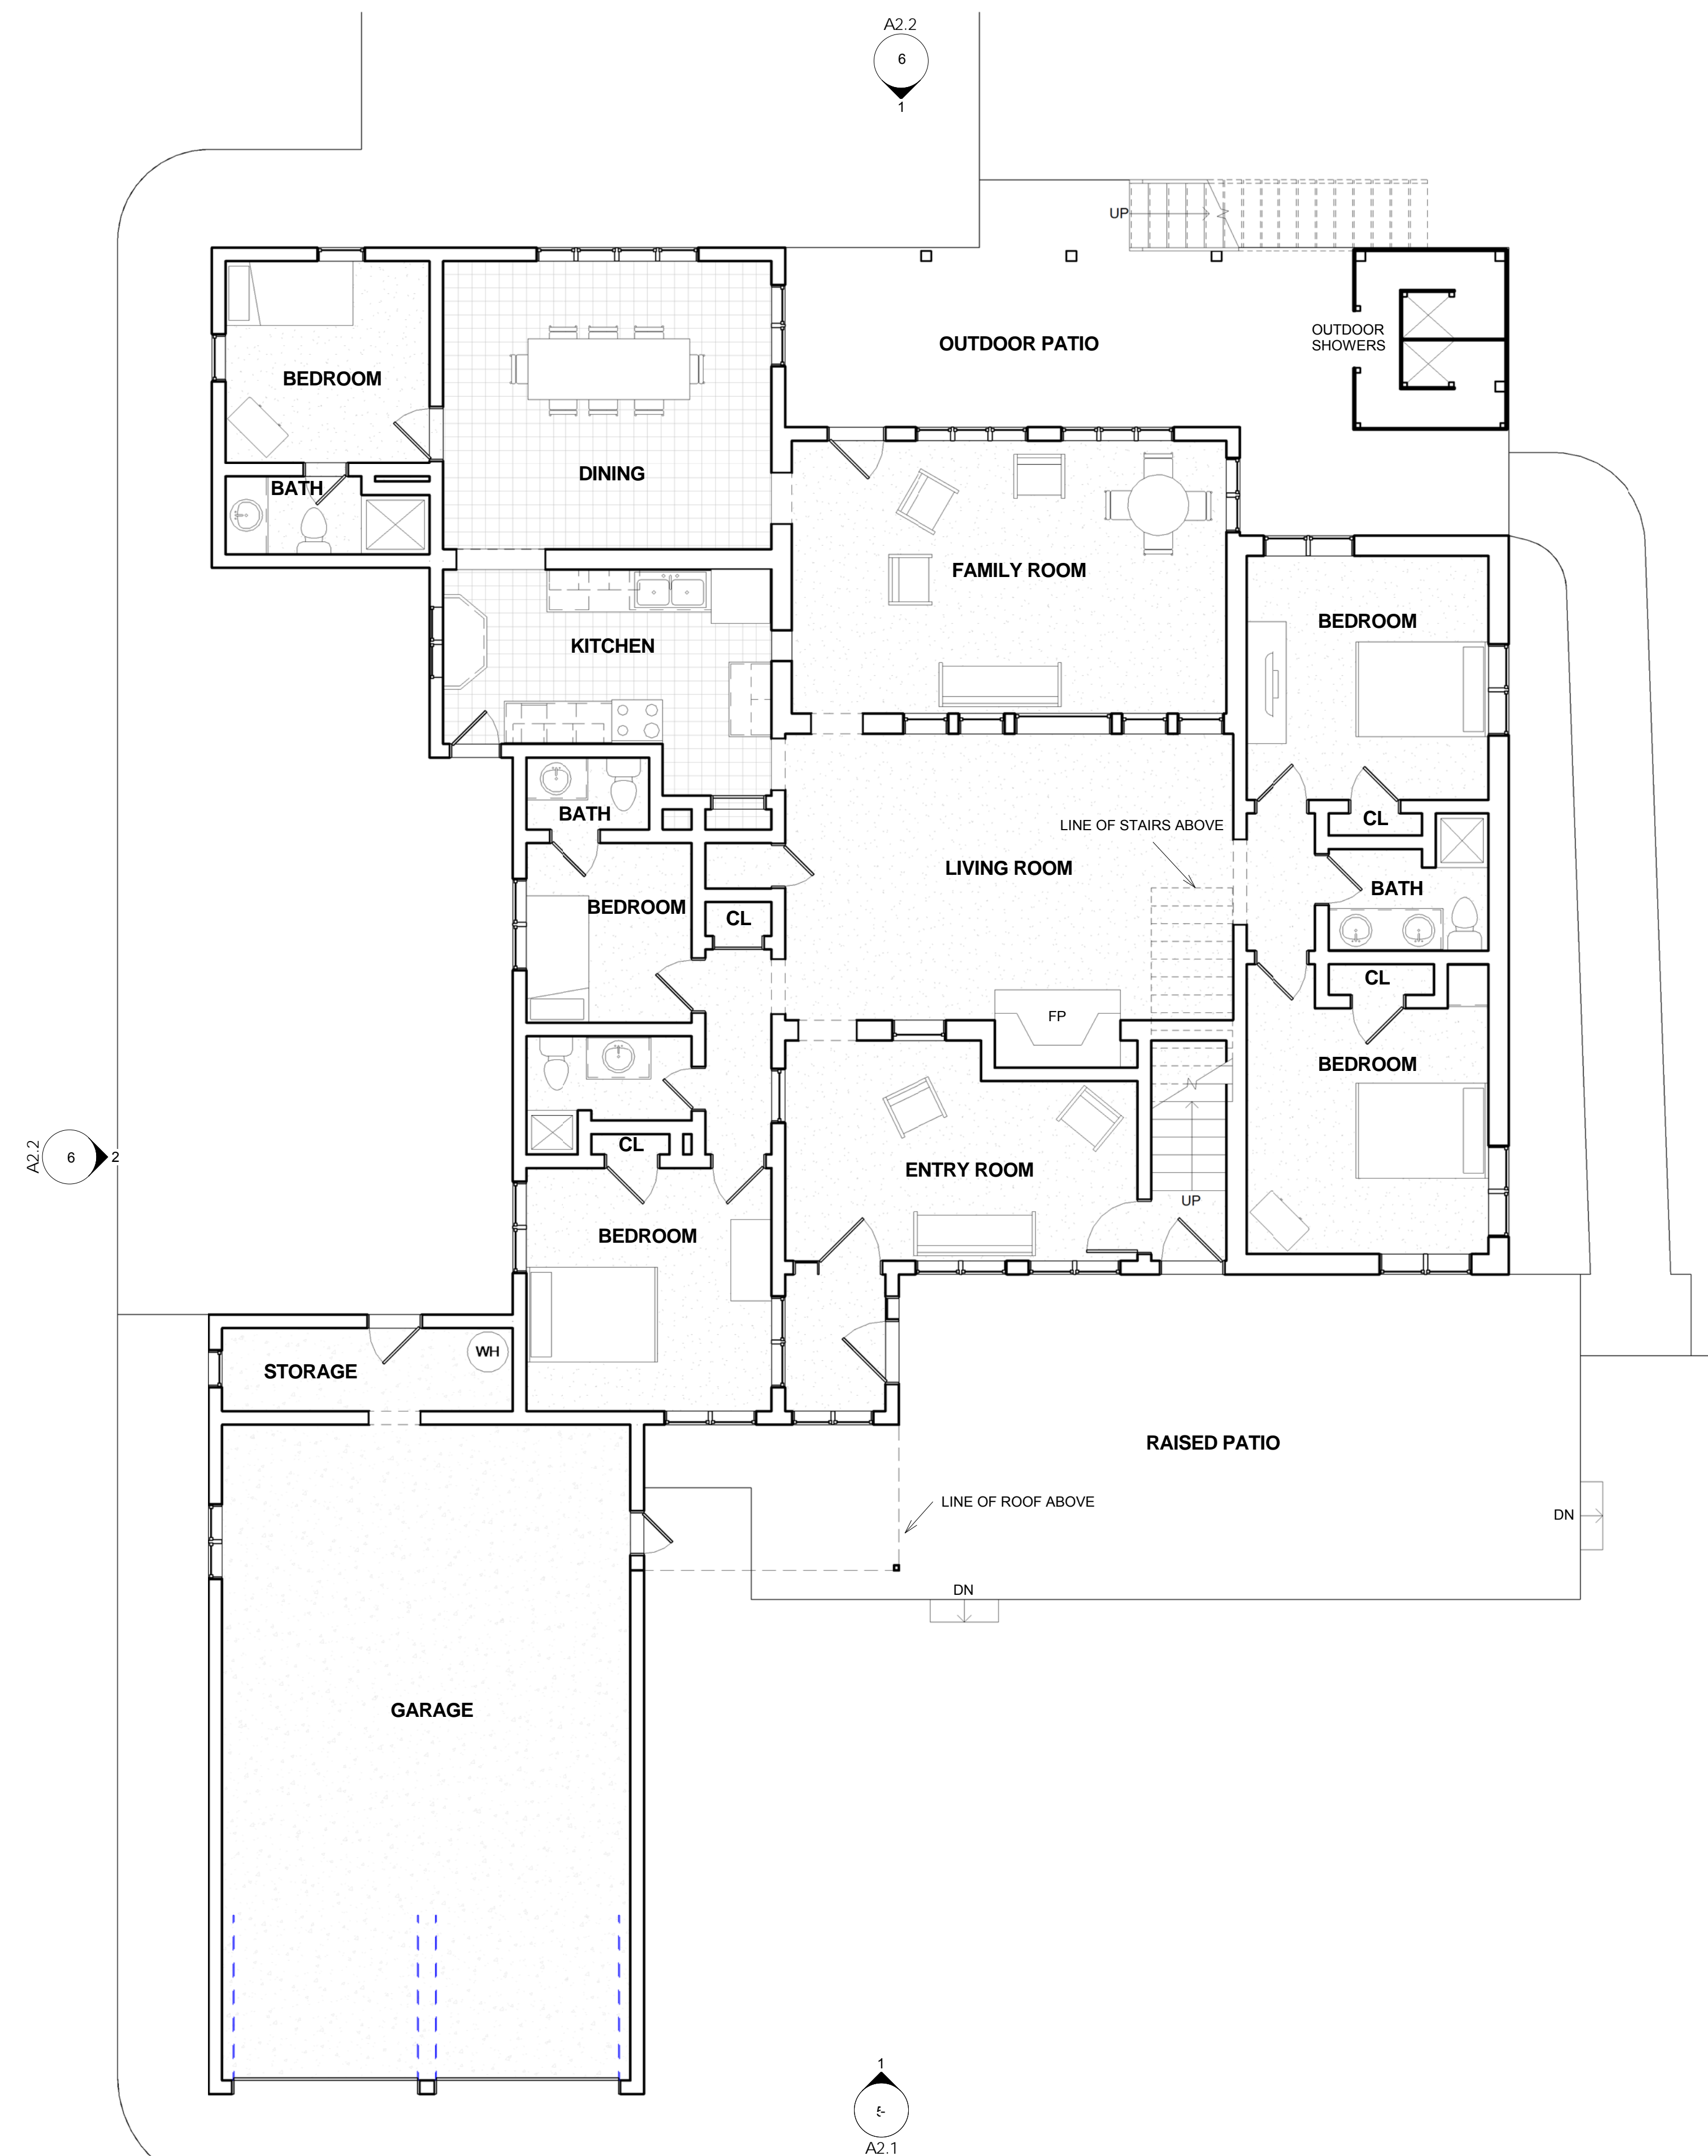 A2.2
6
1
UP
OUTDOOR PATIO
OUTDOOR
SHOWERS
BEDROOM
DINING
BATH
FAMILY ROOM
BEDROOM
KITCHEN
BATH
LINE OF STAIRS ABOVE
CL
LIVING ROOM
BATH
BEDROOM
CL
CL
FP
BEDROOM
CL
A2.2
6
2
ENTRY ROOM
UP
BEDROOM
STORAGE
WH
RAISED PATIO
LINE OF ROOF ABOVE
DN
DN
GARAGE
1
A2.1